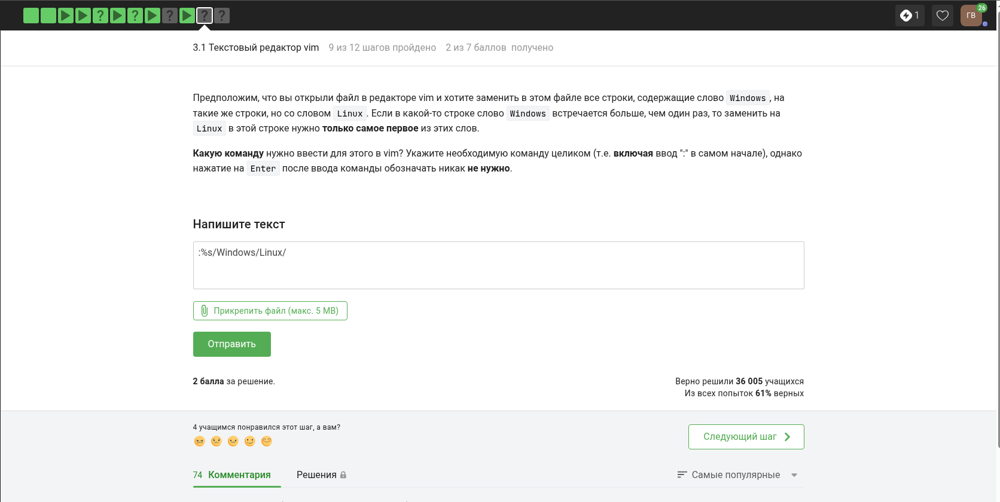 ? ? ? ? ?
1
ГВ
26
3.1 Текстовый редактор vim 9 из 12 шагов пройдено 2 из 7 баллов получено
Предположим, что вы открыли файл в редакторе vim и хотите заменить в этом файле все строки, содержащие слово Windows, на
такие же строки, но со словом Linux. Если в какой-то строке слово Windows встречается больше, чем один раз, то заменить на
Linux в этой строке нужно только самое первое из этих слов.
Какую команду нужно ввести для этого в vim? Укажите необходимую команду целиком (т.е. включая ввод ":" в самом начале), однако
нажатие на Enter после ввода команды обозначать никак не нужно.
Напишите текст
:%s/Windows/Linux/
Прикрепить файл (макс. 5 MB)
Отправить
2 балла за решение.
Верно решили 36 005 учащихся
Из всех попыток 61% верных
4 учащимся понравился этот шаг, а вам?
Следующий шаг
74 Комментария Решения
Самые популярные